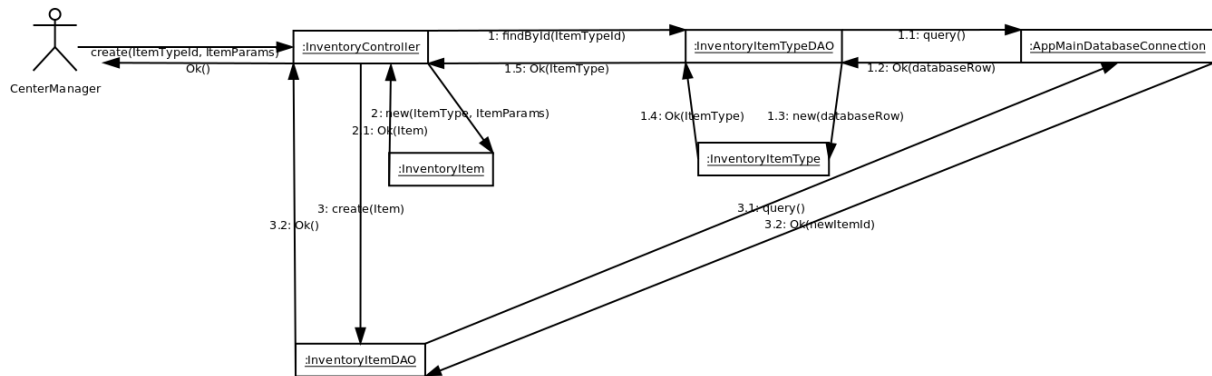 create(ItemTypeId, ItemParams)
Ok()
CenterManager
:InventoryController
1: findById(ItemTypeId)
1.5: Ok(ItemType)
:InventoryItemTypeDAO
1.1: query()
1.2: Ok(databaseRow)
:AppMainDatabaseConnection
2: new(ItemType, ItemParams)
2.1: Ok(Item)
1.4: Ok(ItemType)
1.3: new(databaseRow)
:InventoryItem
:InventoryItemType
3: create(Item)
3.2: Ok()
3.1: query()
3.2: Ok(newItemId)
:InventoryItemDAO